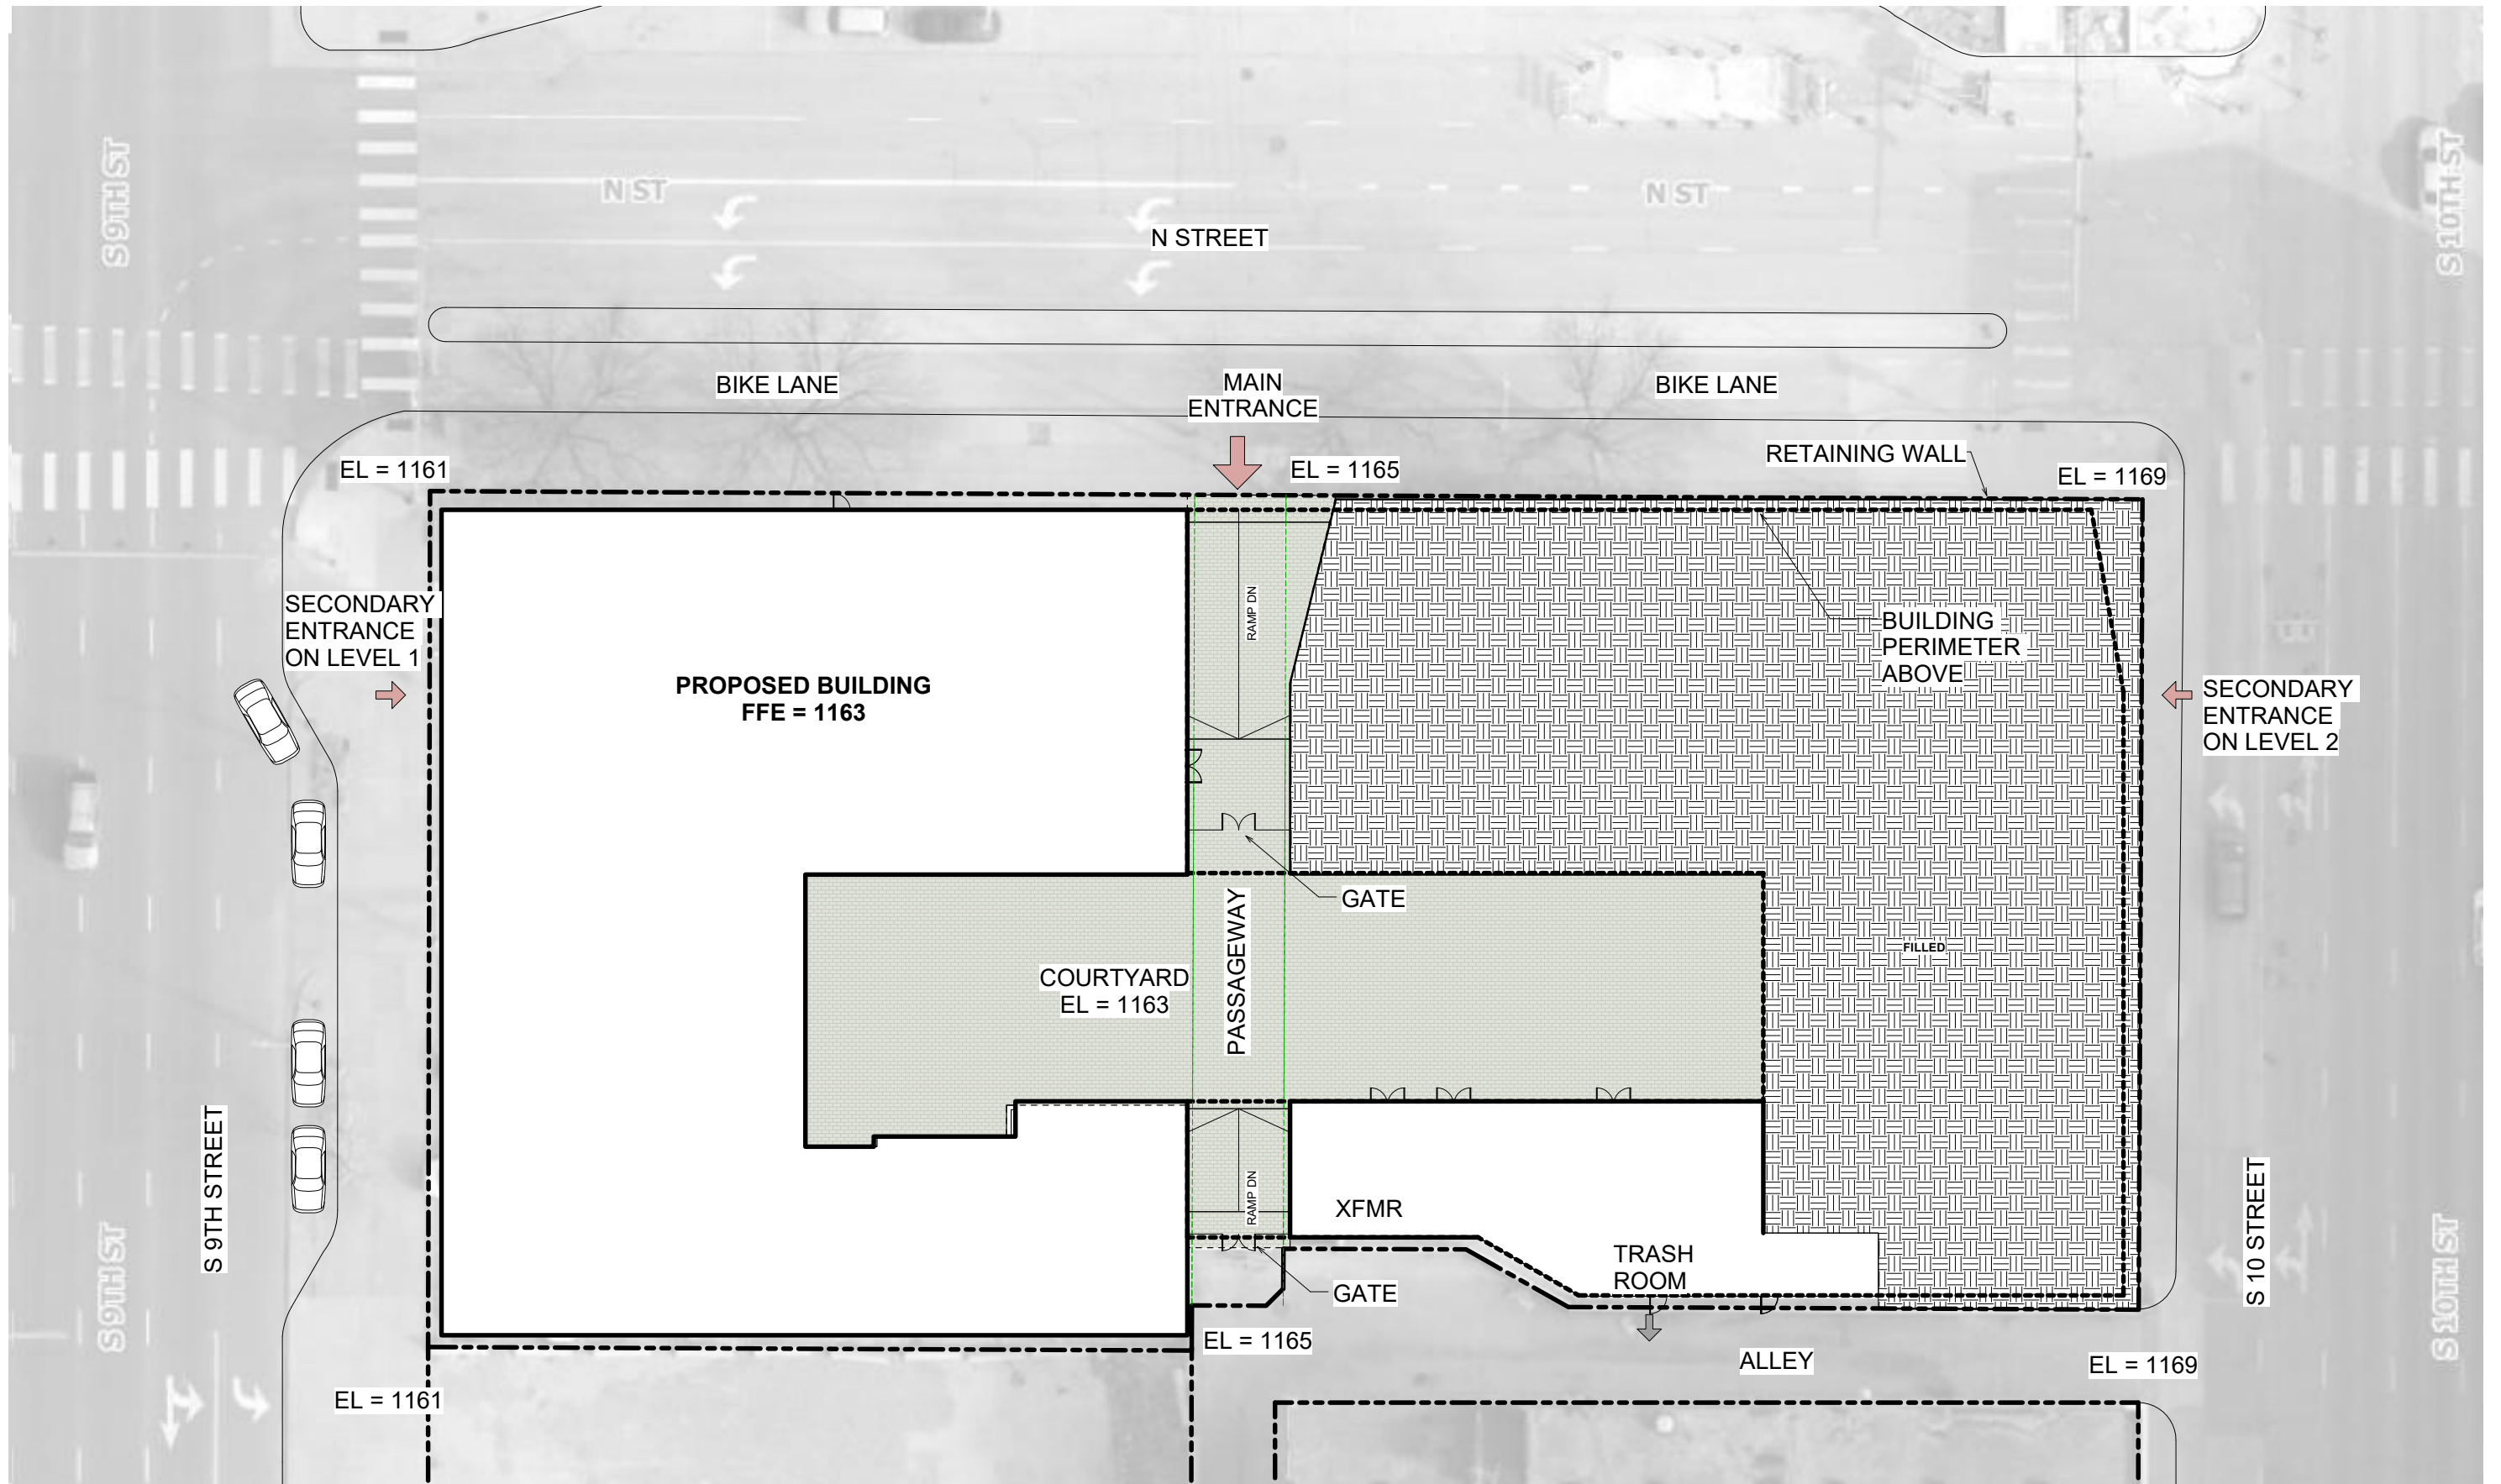 S 9TH ST
N ST
N ST
S 10TH ST
N STREET
BIKE LANE
MAIN
ENTRANCE
BIKE LANE
EL = 1161
EL = 1165
RETAINING WALL
EL = 1169
SECONDARY
ENTRANCE
ON LEVEL 1
RAMP DN
BUILDING
PERIMETER
ABOVE
PROPOSED BUILDING
FFE = 1163
SECONDARY
ENTRANCE
ON LEVEL 2
GATE
PASSAGEWAY
FILLED
COURTYARD
EL = 1163
S 9TH STREET
RAMP DN
XFMR
TRASH
ROOM
S 10 STREET
S 9TH ST
GATE
S 10TH ST
EL = 1165
ALLEY
EL = 1169
EL = 1161